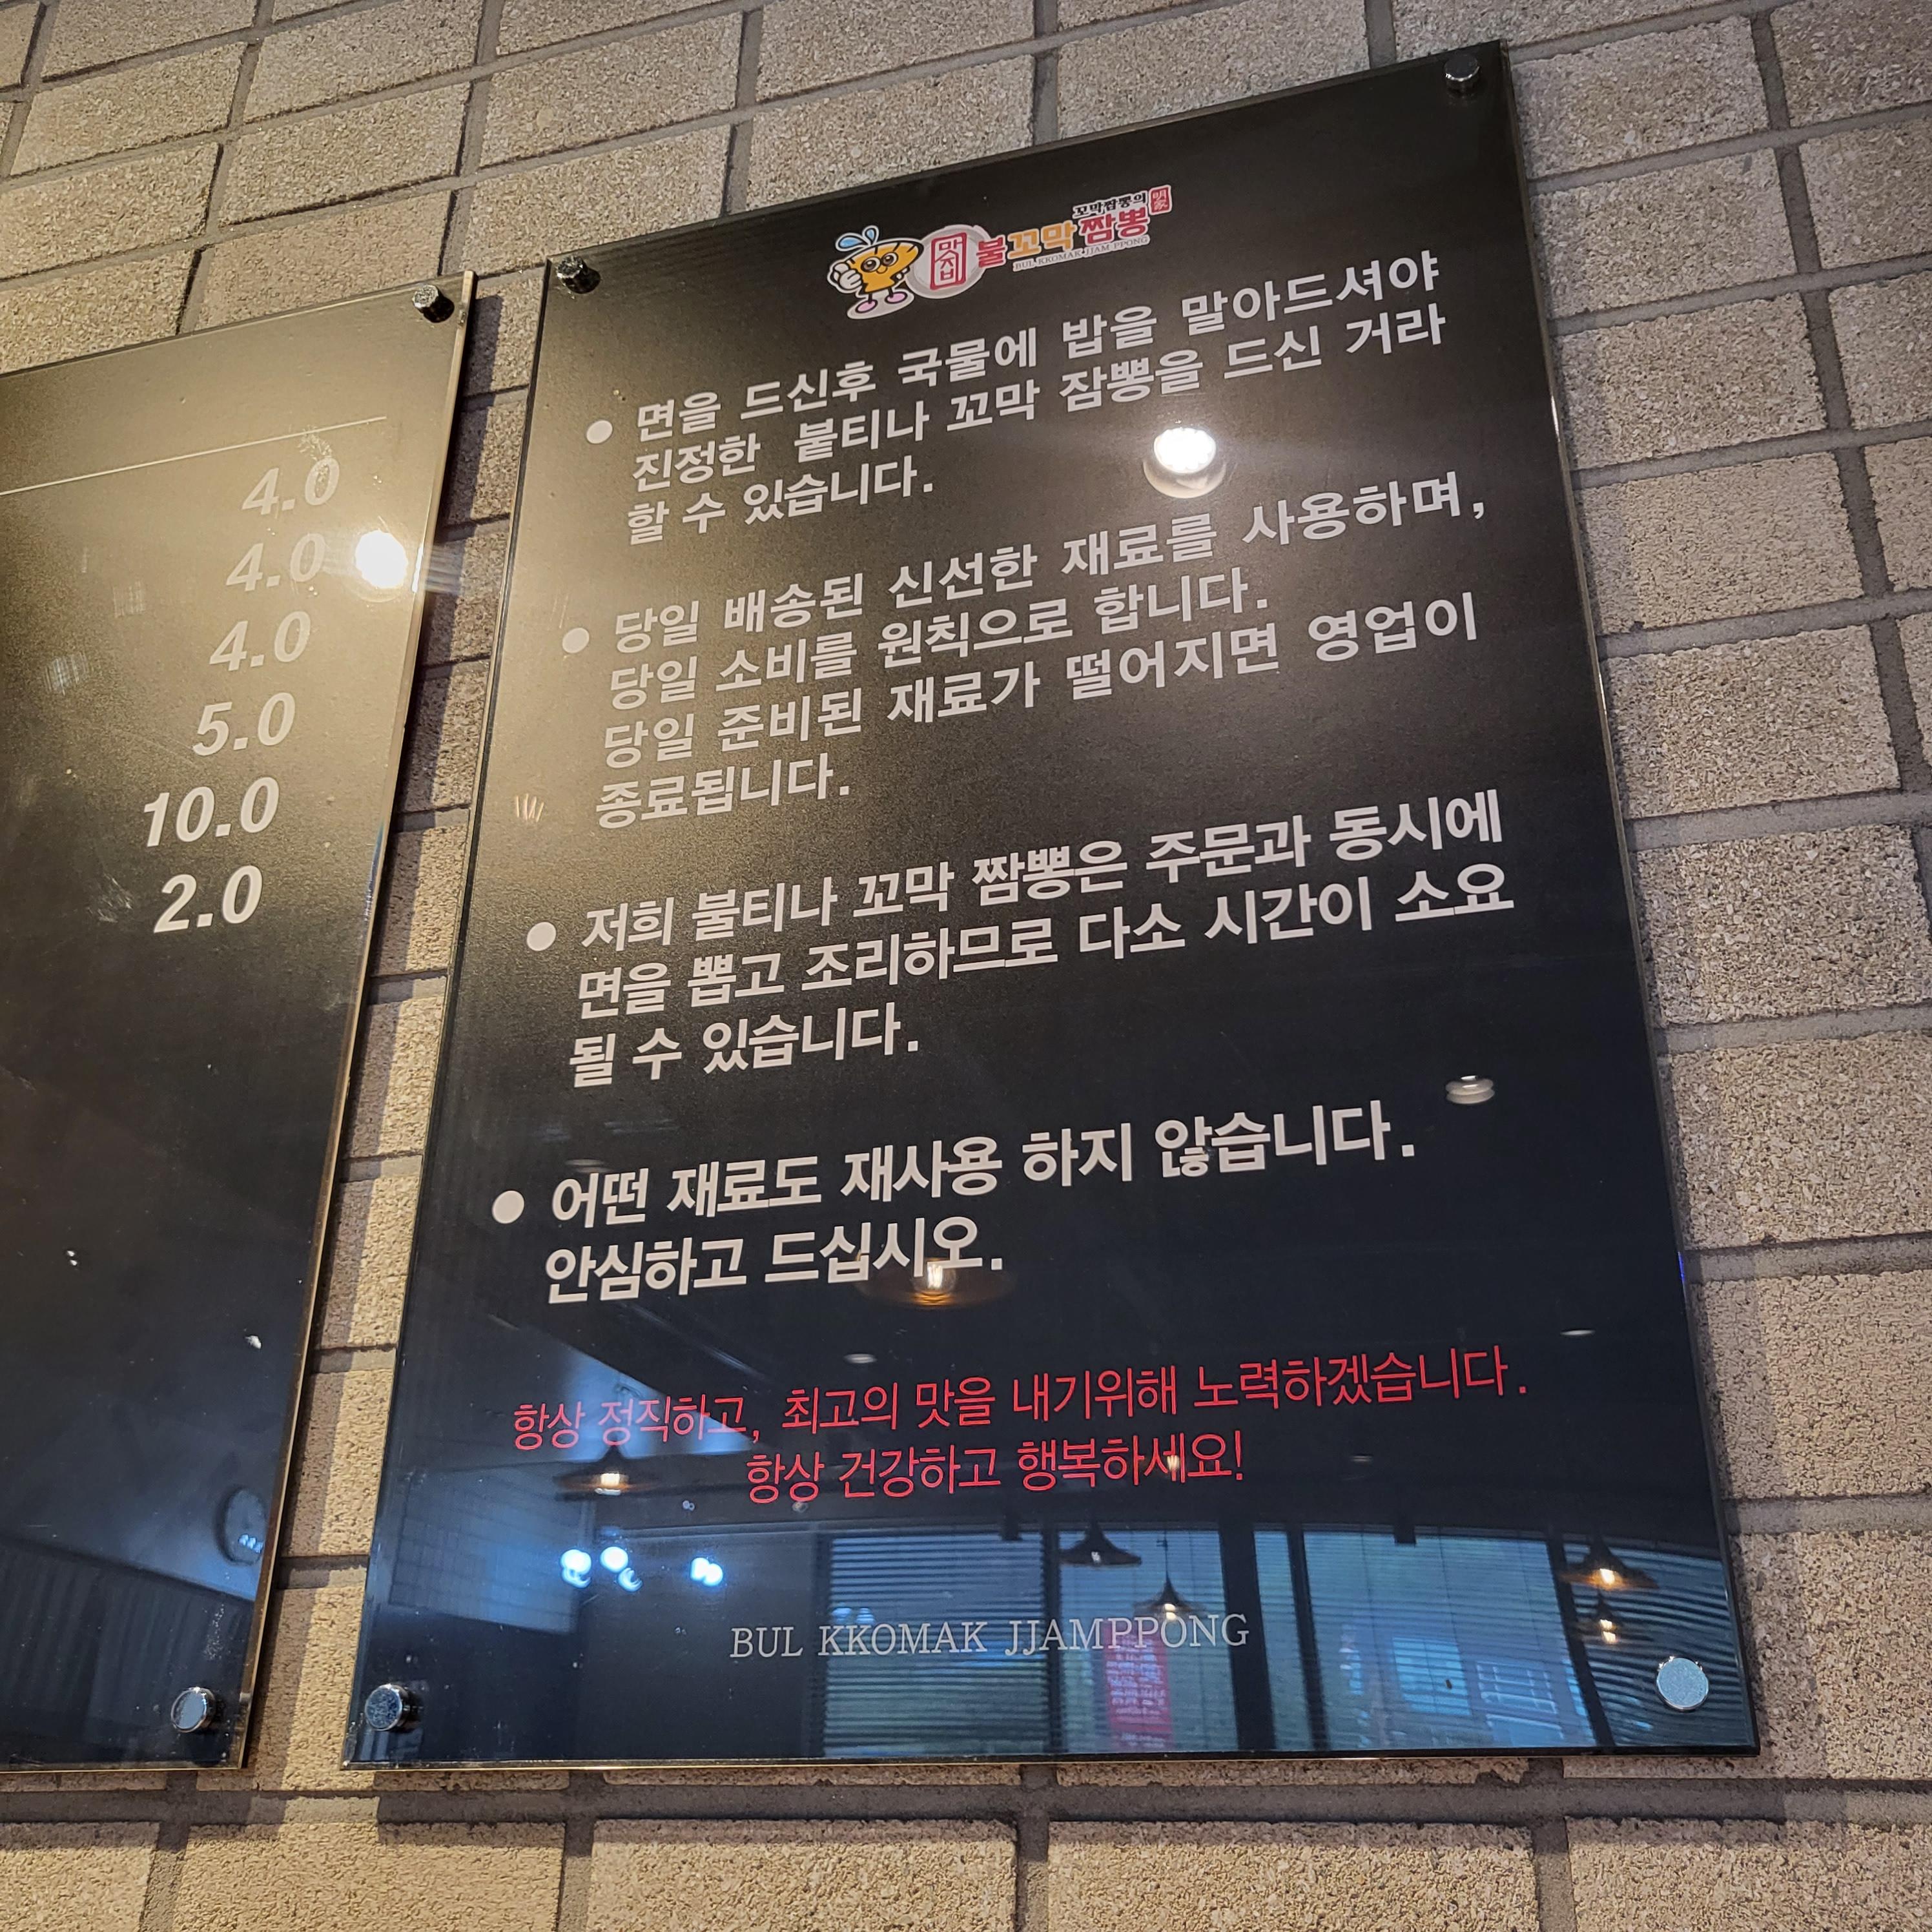 4.0
4.0
4.0
5.0
10.0
2.0
맛집
꼬막짬뽕의 明家
불꼬막짬뽕
BUL KKOMAK JJAM PPONG
● 면을 드신후 국물에 밥을 말아드셔야
진정한 불티나 꼬막 잠뽕을 드신 거라
할 수 있습니다.
● 당일 배송된 신선한 재료를 사용하며,
당일 소비를 원칙으로 합니다.
당일 준비된 재료가 떨어지면 영업이
종료됩니다.
● 저희 불티나 꼬막 짬뽕은 주문과 동시에
면을 뽑고 조리하므로 다소 시간이 소요
될 수 있습니다.
● 어떤 재료도 재사용 하지 않습니다.
안심하고 드십시오.
항상 정직하고, 최고의 맛을 내기위해 노력하겠습니다.
항상 건강하고 행복하세요!
BUL KKOMAK JJAMPPONG